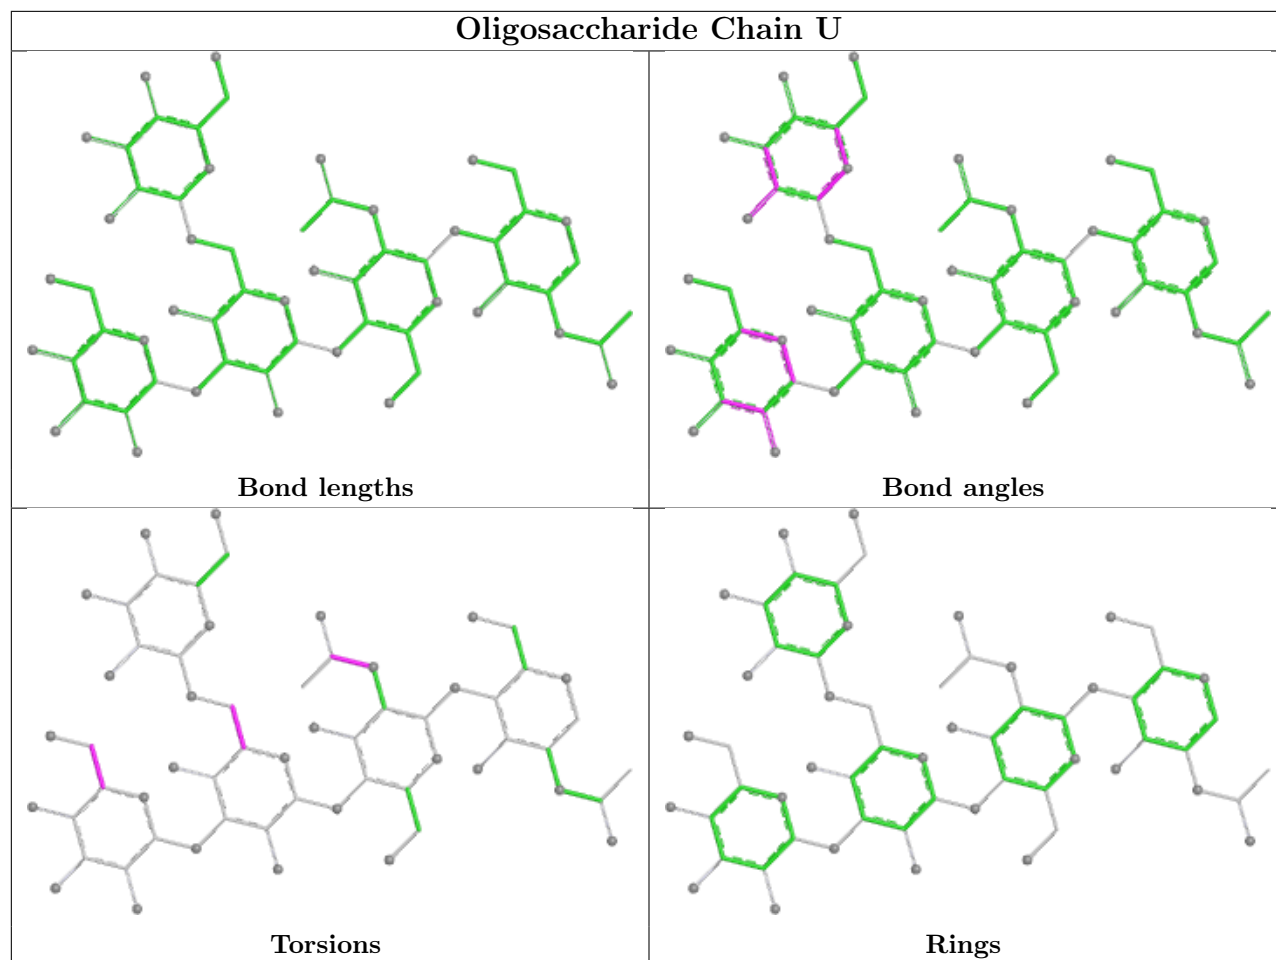 Oligosaccharide Chain U
Bond lengths
Bond angles
Torsions
Rings